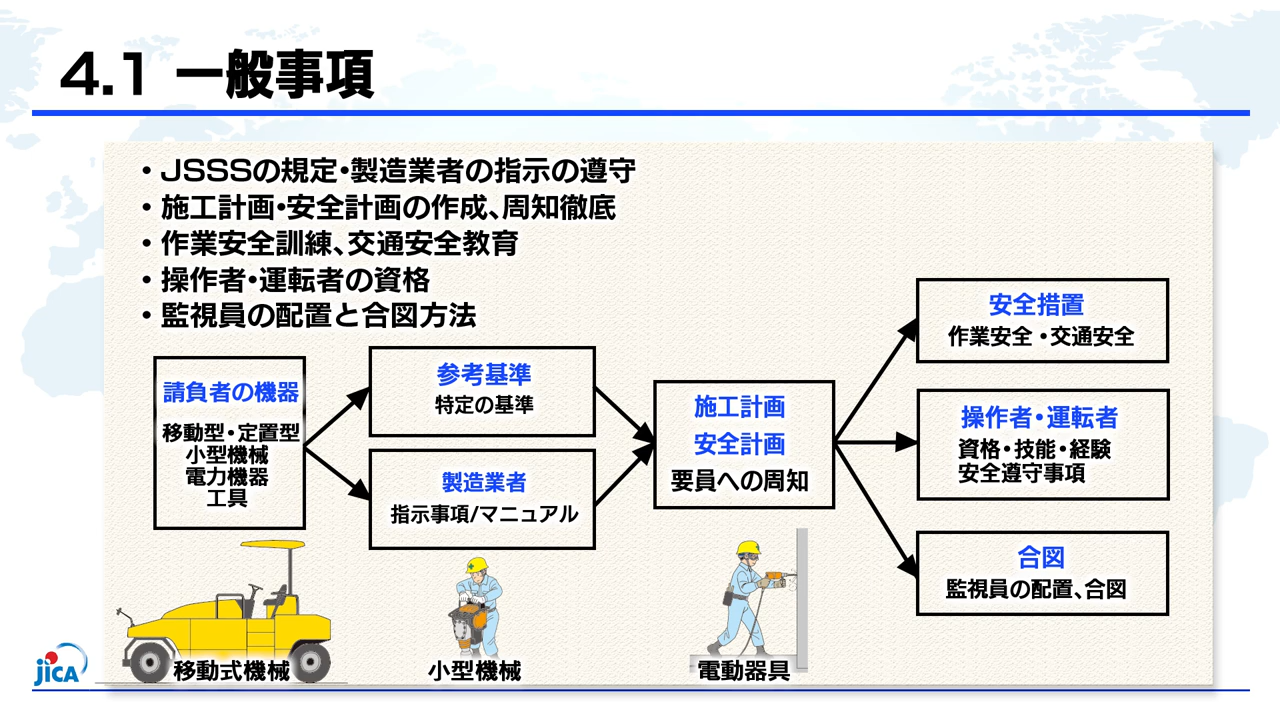 4.1 一般事項
・JSSSの規定・製造業者の指示の遵守
・施工計画・安全計画の作成、周知徹底
・作業安全訓練、交通安全教育
・操作者・運転者の資格
・監視員の配置と合図方法
請負者の機器
移動型・定置型
小型機械
電力機器
工具
参考基準
特定の基準
製造業者
指示事項/マニュアル
施工計画
安全計画
要員への周知
安全措置
作業安全・交通安全
操作者・運転者
資格・技能・経験
安全遵守事項
合図
監視員の配置、合図
移動式機械
小型機械
電動器具
jICA